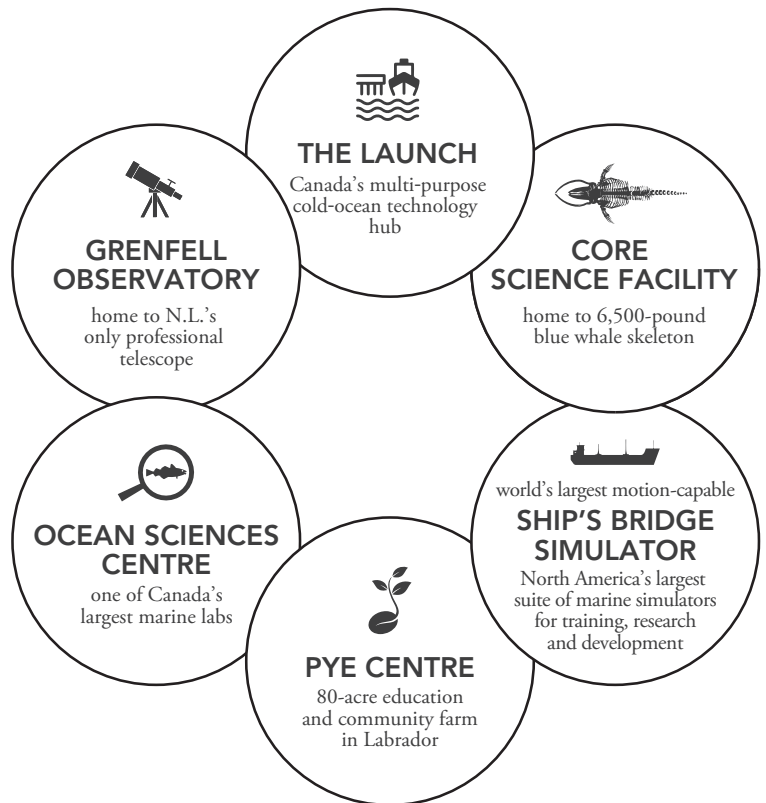 THE LAUNCH
Canada's multi-purpose
cold-ocean technology
hub
GRENFELL
OBSERVATORY
home to N.L.'s
only professional
telescope
CORE
SCIENCE FACILITY
home to 6,500-pound
blue whale skeleton
OCEAN SCIENCES
CENTRE
one of Canada's
largest marine labs
world's largest motion-capable
SHIP'S BRIDGE
SIMULATOR
North America's largest
suite of marine simulators
for training, research
and development
PYE CENTRE
80-acre education
and community farm
in Labrador